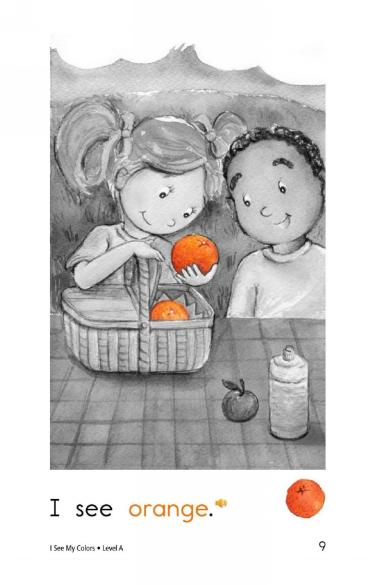 I see orange.
I See My Colors • Level A
9